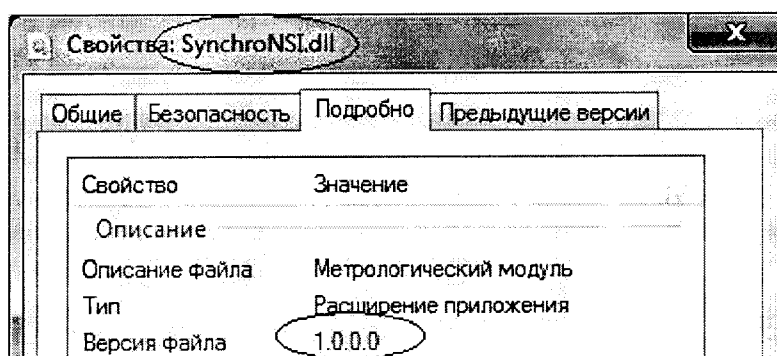 Свойства: SynchroNSI.dll
Общие Безопасность Подробно Предыдущие версии
Свойство Значение
Описание
Описание файла Метрологический модуль
Тип Расширение приложения
Версия файла 1.0.0.0